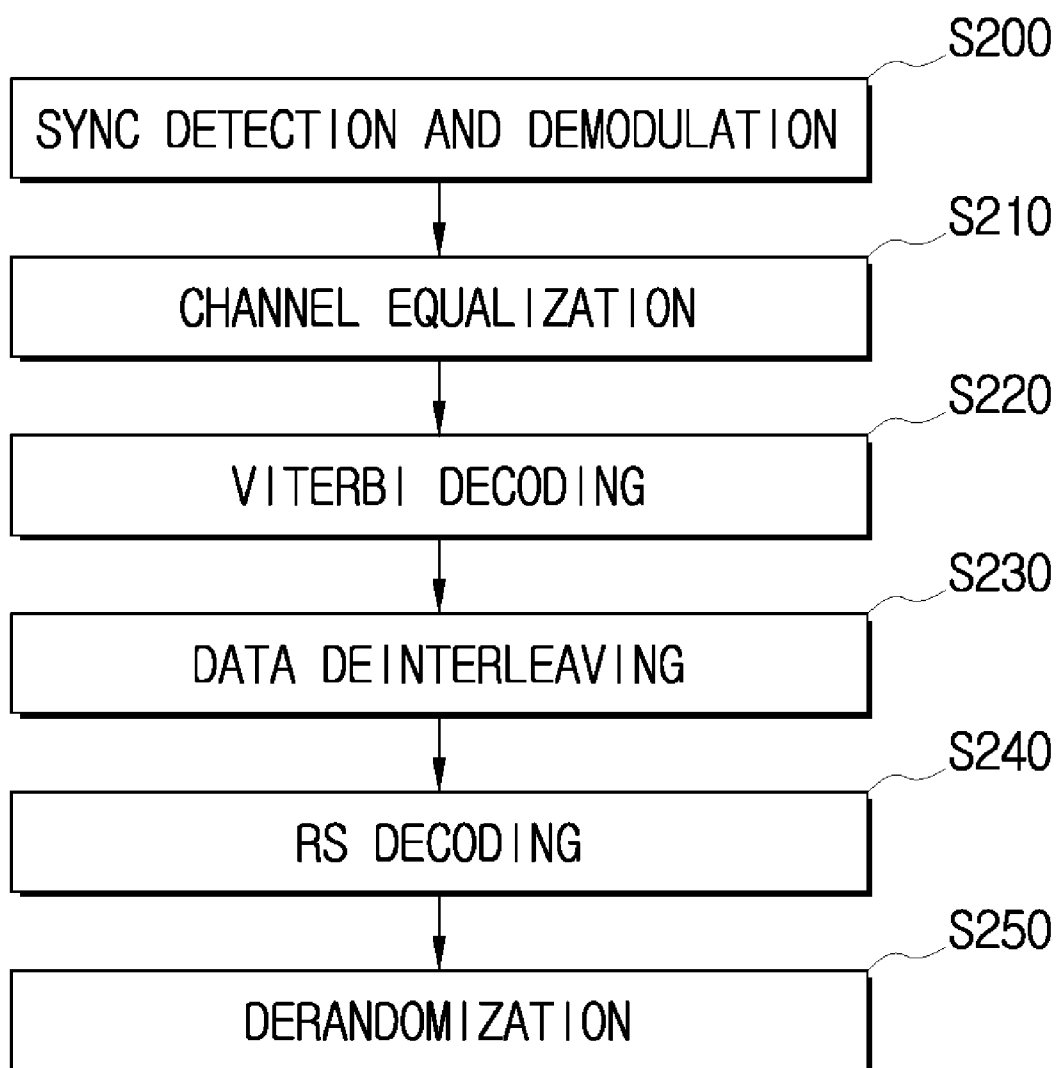 S200
SYNC DETECTION AND DEMODULATION
S210
CHANNEL EQUALIZATION
S220
VITERBI DECODING
S230
DATA DEINTERLEAVING
S240
RS DECODING
S250
DERANDOMIZATION